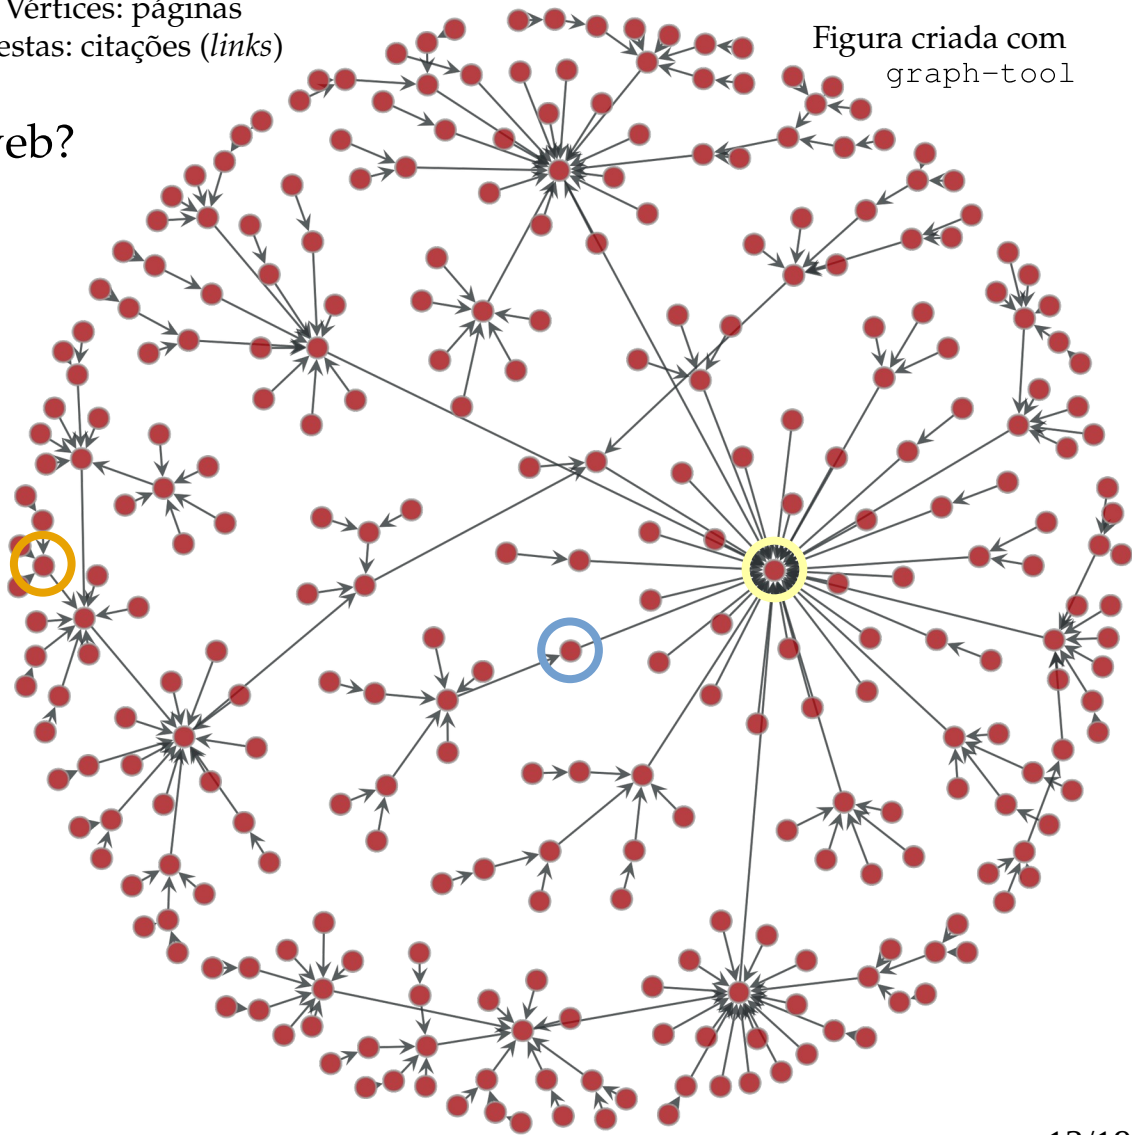 Vértices: páginas
estas: citações (links)
Figura criada com
graph-tool
eb?